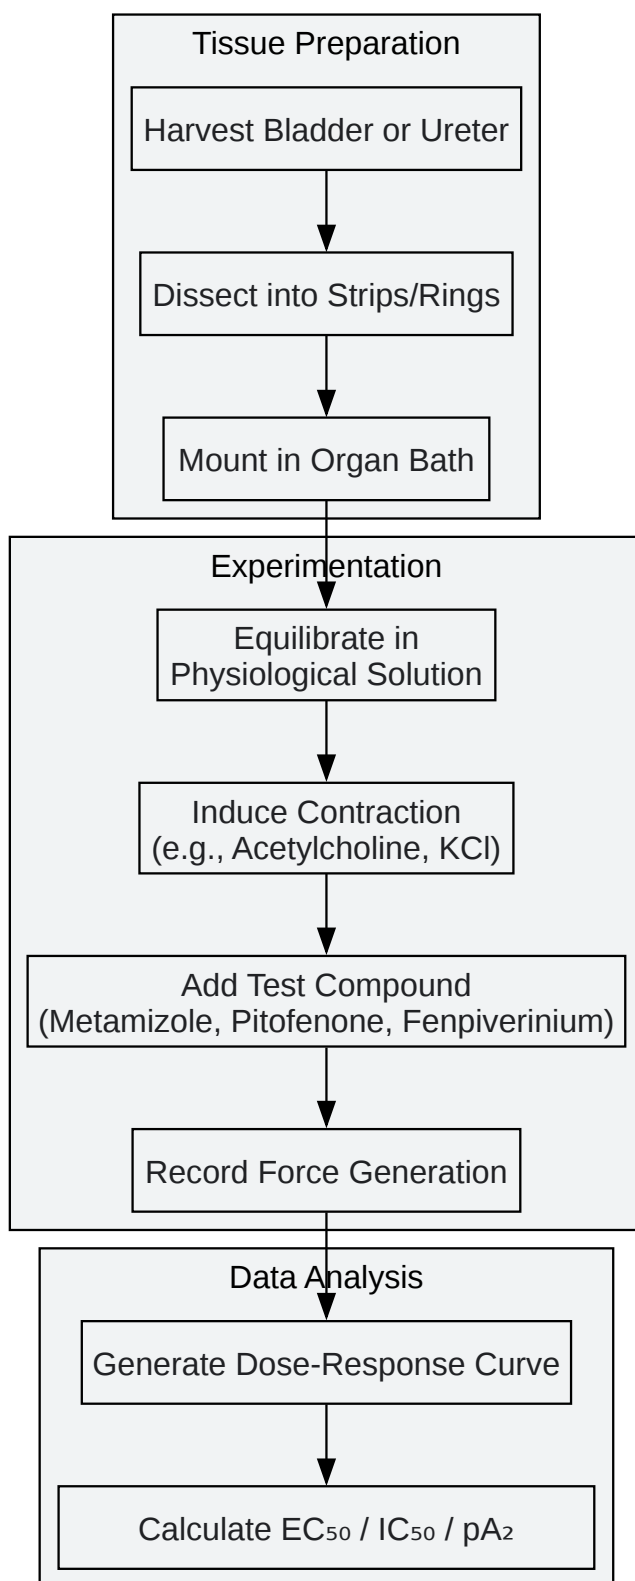 Tissue Preparation
Harvest Bladder or Ureter
Dissect into Strips/Rings
Mount in Organ Bath
Experimentation
Equilibrate in
Physiological Solution
Induce Contraction
(e.g., Acetylcholine, KCl)
Add Test Compound
(Metamizole, Pitofenone, Fenpiverinium)
Record Force Generation
Data Analysis
Generate Dose-Response Curve
Calculate EC₅₀ / IC₅₀ / pA₂